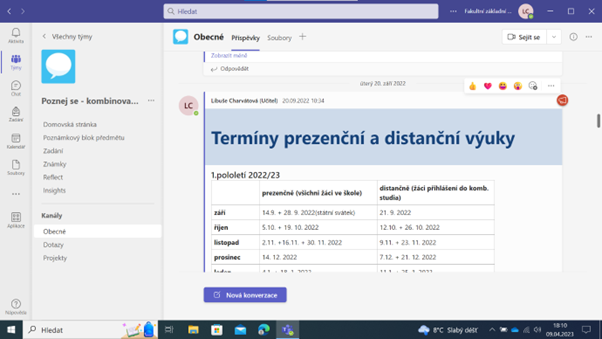 Hledat
Fakultní základní ...
LC
Aktivity
Týmy
Chat
Zadání
Kalendář
Soubory
Aplikace
Nápověda
Všechny týmy
Poznej se - kombinova...
Domovská stránka
Poznámkový blok předmětu
Zadání
Známky
Reflect
Insights
Kanály
Obecné
Dotazy
Projekty
Obecné Příspěvky Soubory
Sejít se
Zobrazit méně
Odpovědět
úterý 20. září 2022
LC
Libuše Charvátová (Učitel) 20.09.2022 10:34
Termíny prezenční a distanční výuky
1.pololetí 2022/23
prezenčně (všichni žáci ve škole) distančně (žáci přihlášení do komb. studia)
září 14.9. + 28. 9. 2022(státní svátek) 21. 9. 2022
říjen 5.10. + 19. 10. 2022 12.10. + 26. 10. 2022
listopad 2.11. +16.11. + 30. 11. 2022 9.11. + 23. 11. 2022
prosinec 14. 12. 2022 7.12. + 21. 12. 2022
Nová konverzace
Hledat
8°C Slabý déšť
18:10
09.04.2023